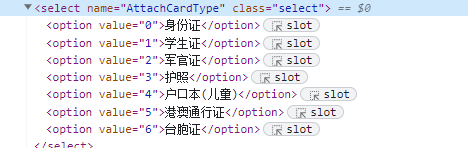 <select name="AttachCardType" class="select"> == $0
<option value="0">身份证</option> slot
<option value="1">学生证</option> slot
<option value="2">军官证</option> slot
<option value="3">护照</option> slot
<option value="4">户口本(儿童)</option> slot
<option value="5">港澳通行证</option> slot
<option value="6">台胞证</option> slot
</select>